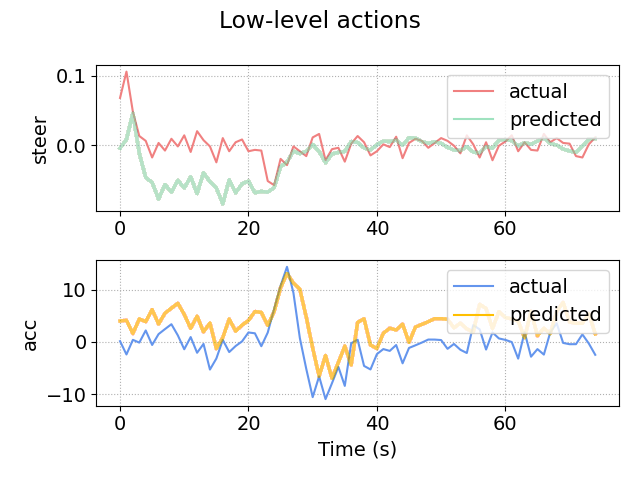 Low-level actions
0.1
0.0
steer
actual
predicted
0 20 40 60
10
0
−10
acc
actual
predicted
0 20 40 60
Time (s)